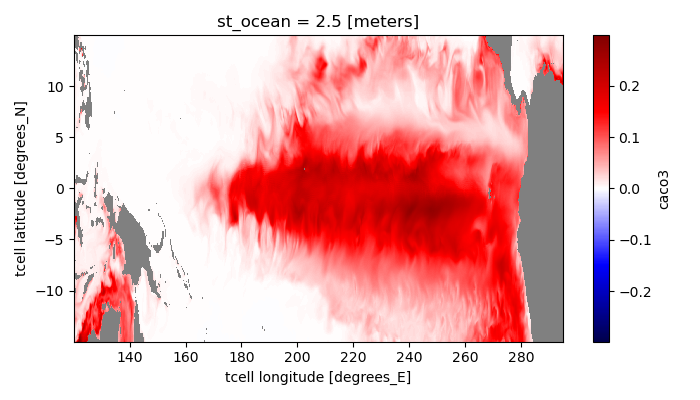 st_ocean = 2.5 [meters]
10
5
0
−5
−10
tcell latitude [degrees_N]
140 160 180 200 220 240 260 280
tcell longitude [degrees_E]
0.2
0.1
0.0
−0.1
−0.2
caco3